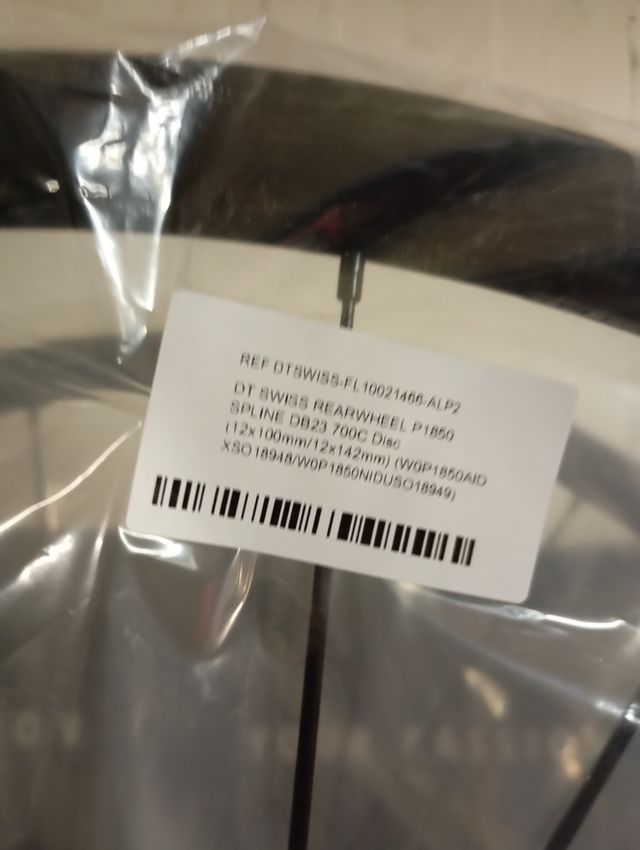 REF DTSWISS-FL10021466-ALP2
DT SWISS REARWHEEL P1850
SPLINE DB23 700C Disc
(12x100mm/12x142mm) (W0P1850AID
XSO18948/W0P1850NIDUSO18949)